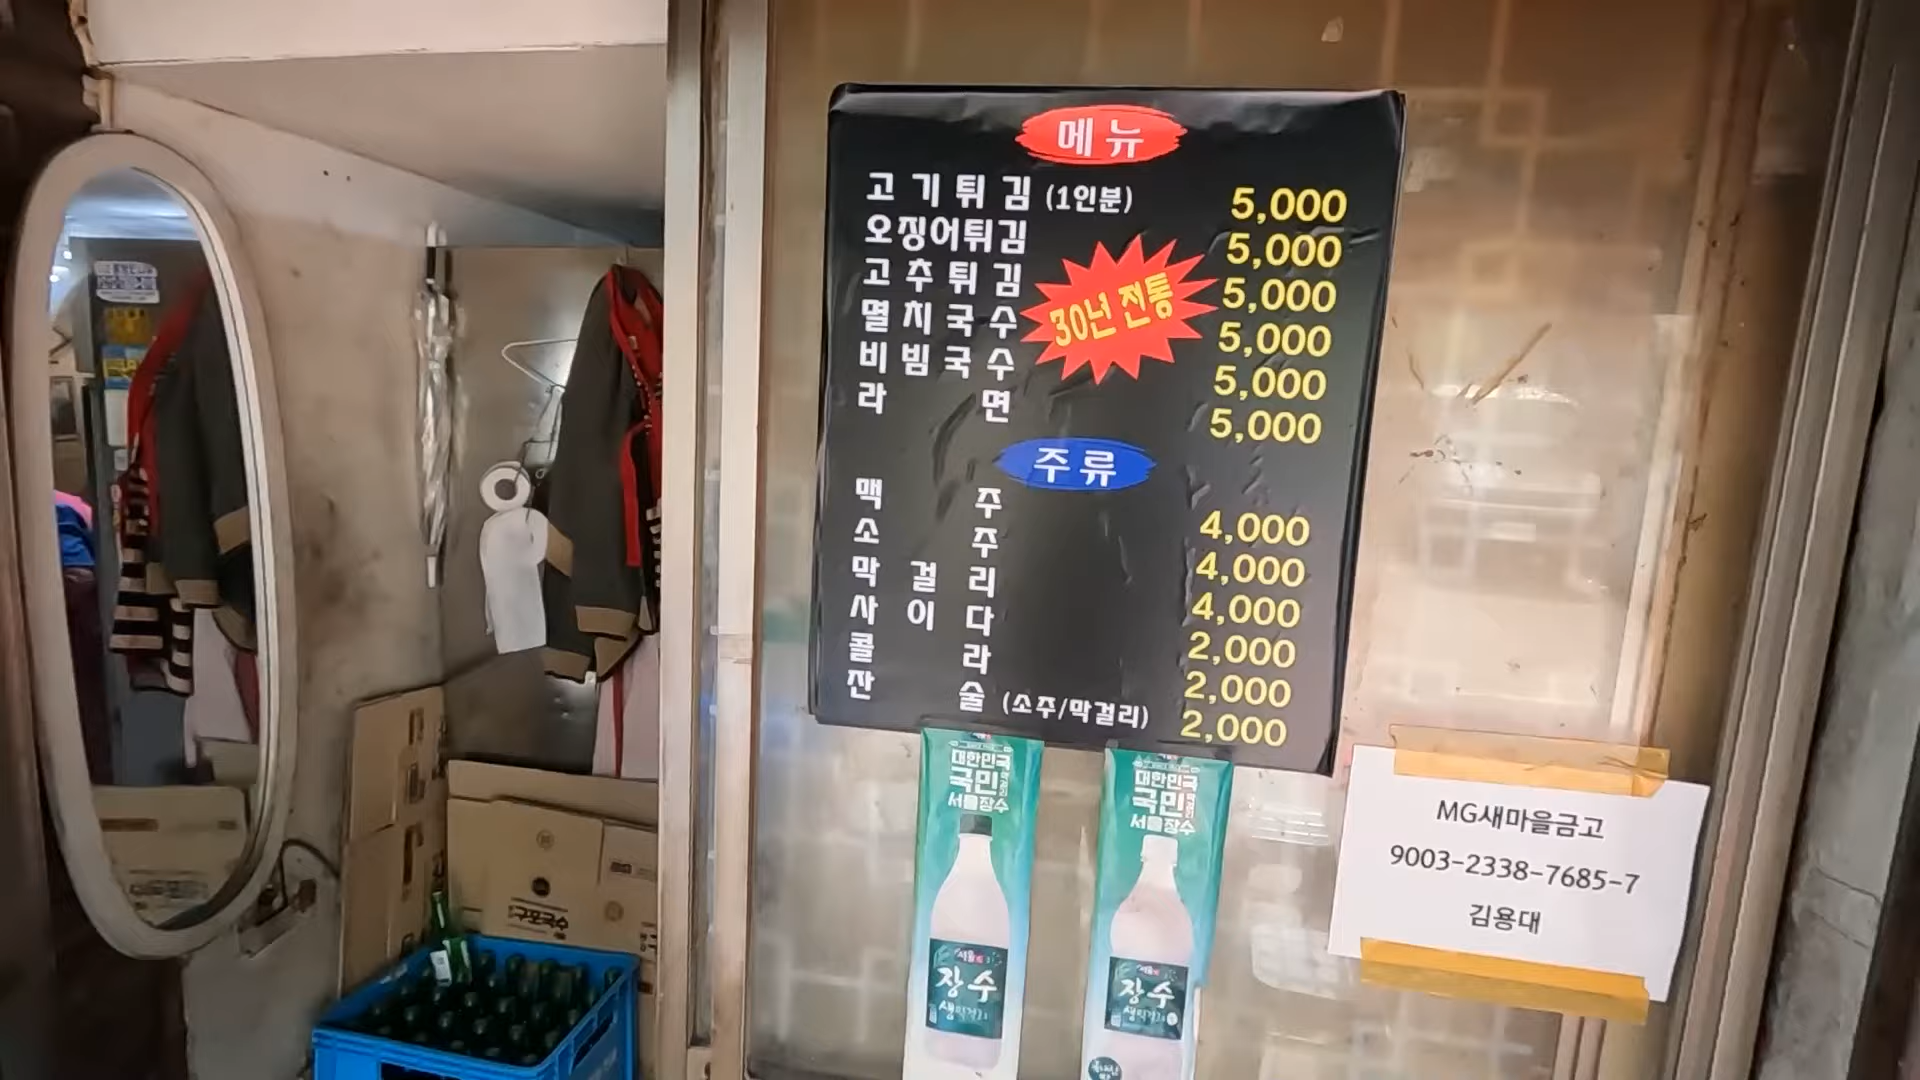 메뉴
고기튀김 (1인분) 5,000
오징어튀김 5,000
고추튀김 5,000
멸치국수 5,000
비빔국수 5,000
라면 5,000
30년 전통
주류
맥주 4,000
소주 4,000
막걸리 4,000
사이다 2,000
콜라 2,000
잔술 (소주/막걸리) 2,000
대한민국
국민
서울장수
장수
대한민국
국민
서울장수
장수
MG새마을금고
9003-2338-7685-7
김용대
구포국수